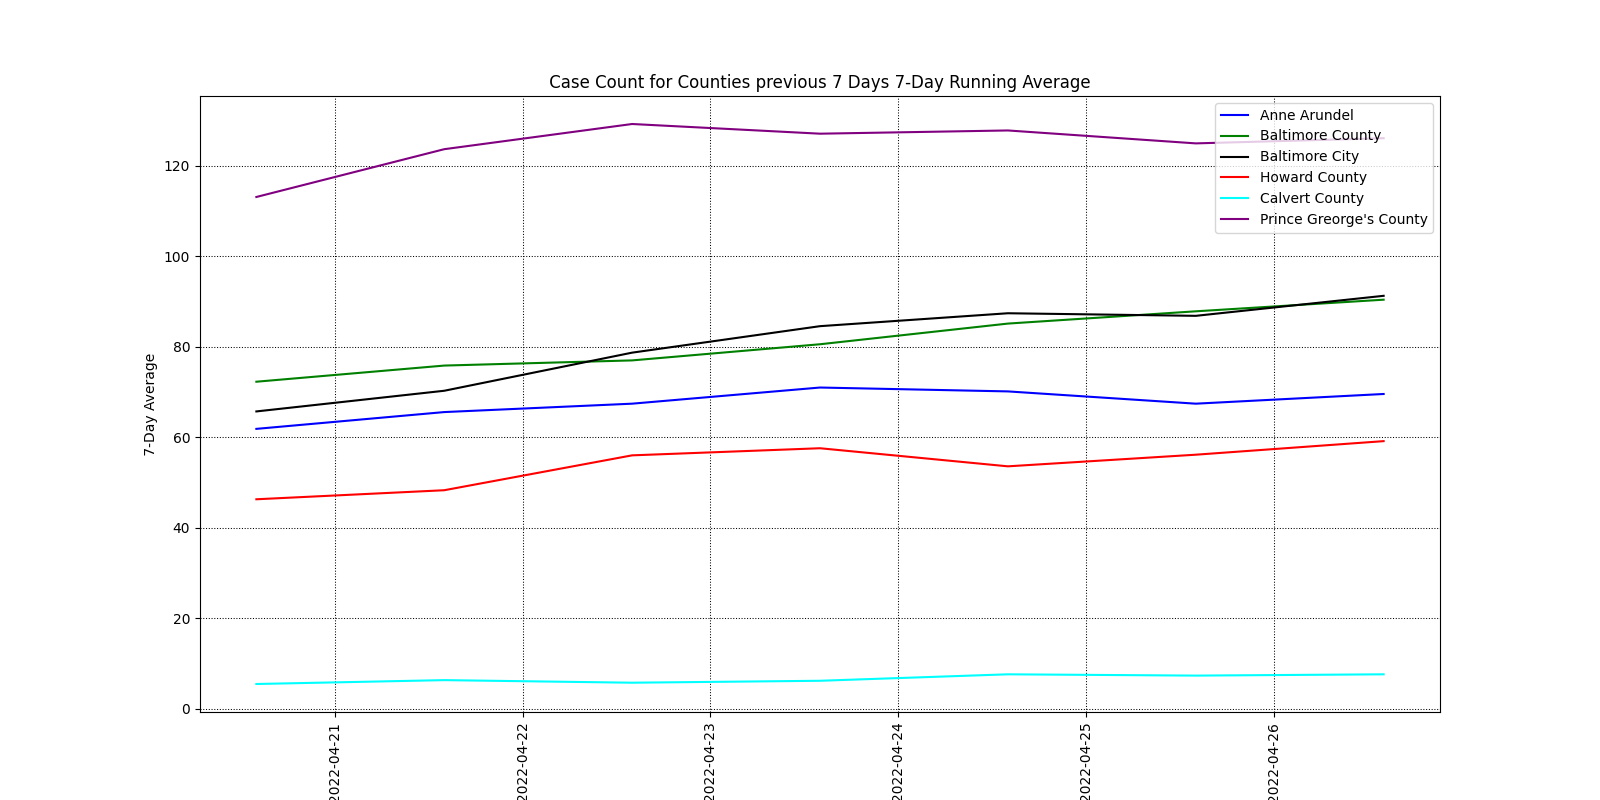 Case Count for Counties previous 7 Days 7-Day Running Average
Anne Arundel
Baltimore County
Baltimore City
Howard County
Calvert County
Prince Greorge's County
7-Day Average
120
100
80
60
40
20
0
2022-04-21
2022-04-22
2022-04-23
2022-04-24
2022-04-25
2022-04-26